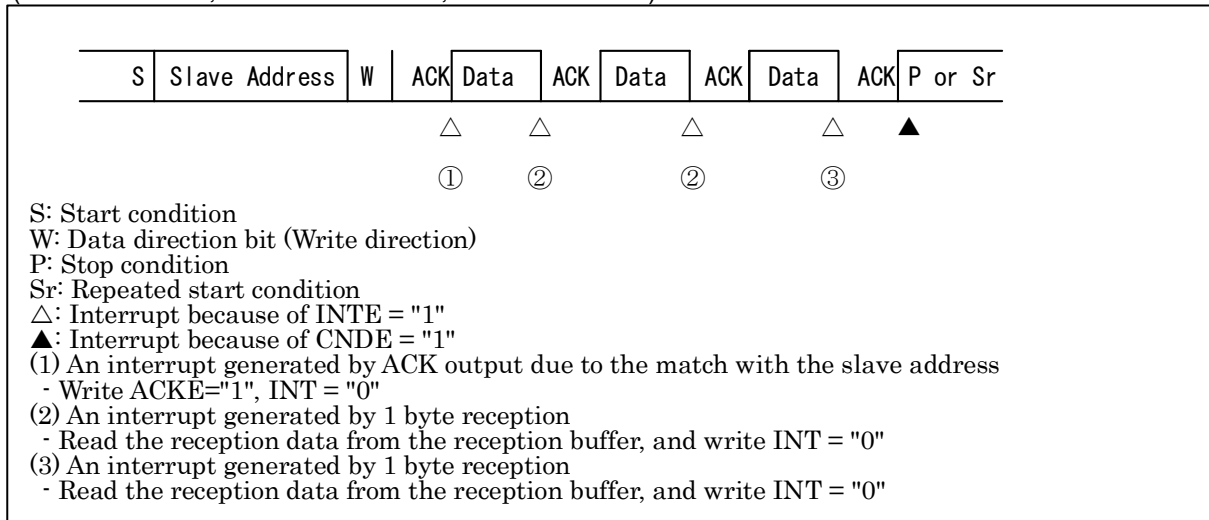 S Slave Address W ACK Data ACK Data ACK Data ACK P or Sr
△ △ △ △ ▲
① ② ② ③
S: Start condition
W: Data direction bit (Write direction)
P: Stop condition
Sr: Repeated start condition
△: Interrupt because of INTE = "1"
▲: Interrupt because of CNDE = "1"
(1) An interrupt generated by ACK output due to the match with the slave address
- Write ACKE="1", INT = "0"
(2) An interrupt generated by 1 byte reception
- Read the reception data from the reception buffer, and write INT = "0"
(3) An interrupt generated by 1 byte reception
- Read the reception data from the reception buffer, and write INT = "0"